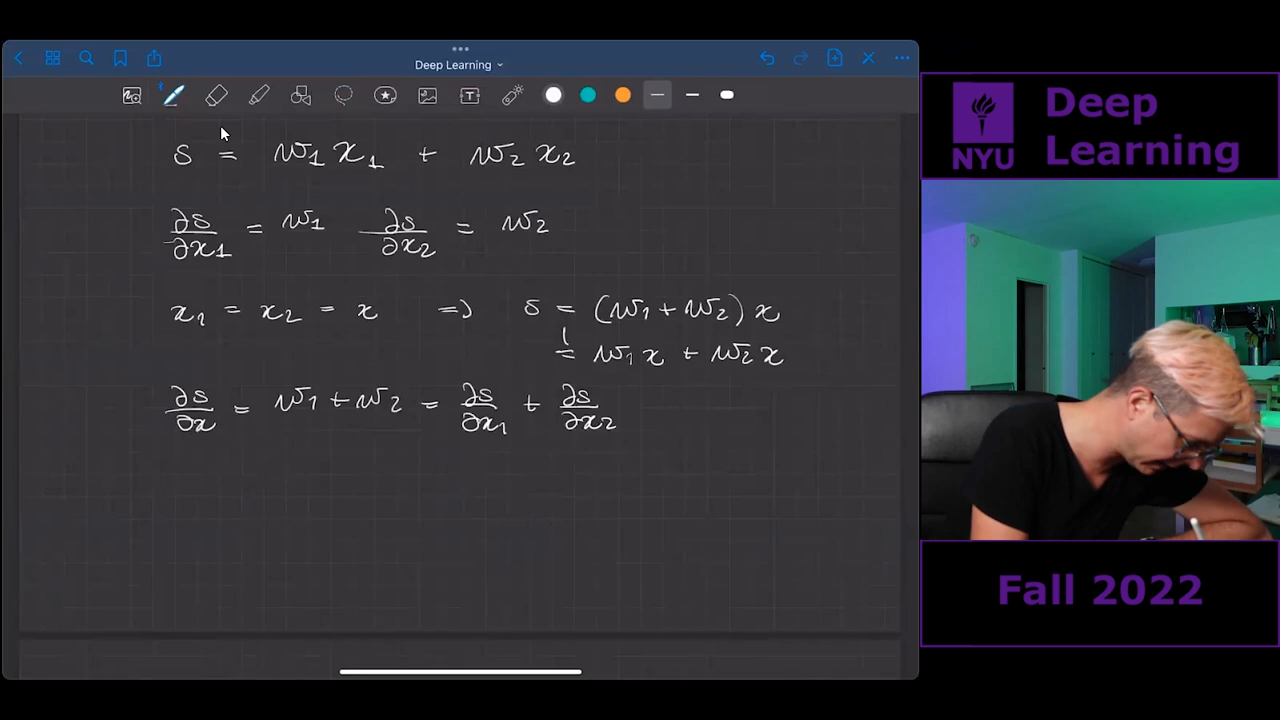 Deep Learning
s = w1 x1 + w2 x2
∂s/∂x1 = w1 ∂s/∂x2 = w2
x1 = x2 = x => s = (w1 + w2) x
= w1 x + w2 x
∂s/∂x = w1 + w2 = ∂s/∂x1 + ∂s/∂x2
NYU
Deep
Learning
Fall 2022